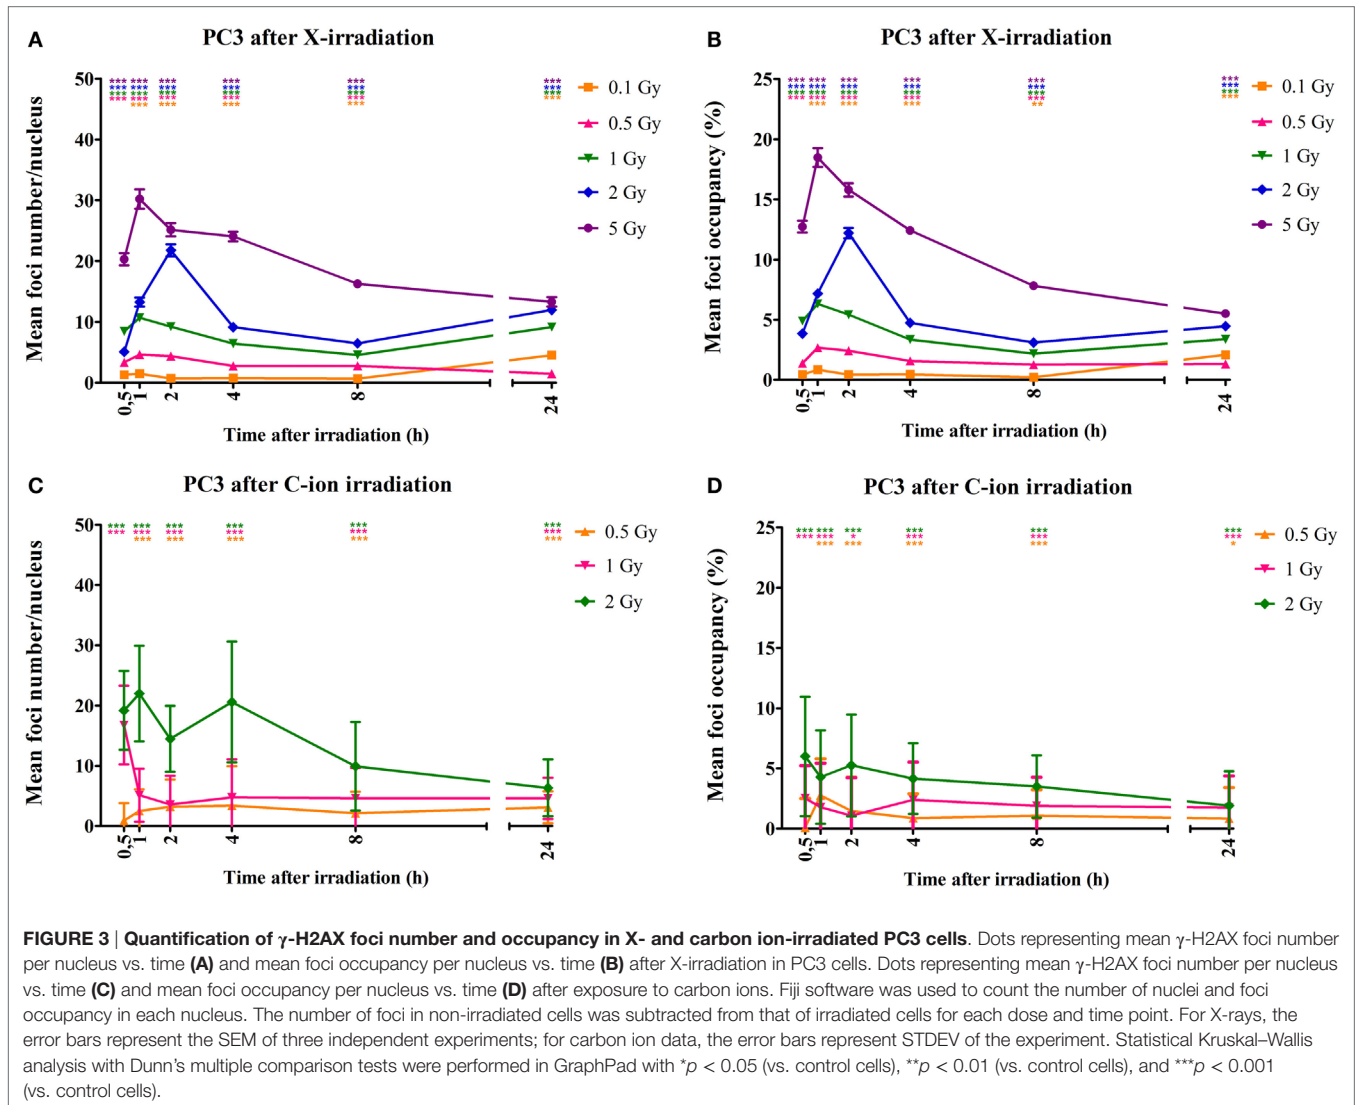 A
PC3 after X-irradiation
*** *** *** *** *** ***
*** *** *** *** *** ***
*** *** *** *** *** ***
*** *** *** *** *** ***
*** *** *** *** ***
Mean foci number/nucleus
50
40
30
20
10
0
0,5
1
2
4
8
24
Time after irradiation (h)
0.1 Gy
0.5 Gy
1 Gy
2 Gy
5 Gy
B
PC3 after X-irradiation
Mean foci occupancy (%)
25
20
15
10
5
0
0,5
1
2
4
8
24
Time after irradiation (h)
0.1 Gy
0.5 Gy
1 Gy
2 Gy
5 Gy
C
PC3 after C-ion irradiation
*** *** *** *** *** ***
*** *** *** *** *** ***
*** *** *** *** ***
Mean foci number/nucleus
50
40
30
20
10
0
0,5
1
2
4
8
24
Time after irradiation (h)
0.5 Gy
1 Gy
2 Gy
D
PC3 after C-ion irradiation
*** *** ** *** *** ***
*** *** * *** *** ***
*** *** *** *** *
Mean foci occupancy (%)
25
20
15
10
5
0
0,5
1
2
4
8
24
Time after irradiation (h)
0.5 Gy
1 Gy
2 Gy
FIGURE 3 | Quantification of γ-H2AX foci number and occupancy in X- and carbon ion-irradiated PC3 cells. Dots representing mean γ-H2AX foci number
per nucleus vs. time (A) and mean foci occupancy per nucleus vs. time (B) after X-irradiation in PC3 cells. Dots representing mean γ-H2AX foci number per nucleus
vs. time (C) and mean foci occupancy per nucleus vs. time (D) after exposure to carbon ions. Fiji software was used to count the number of nuclei and foci
occupancy in each nucleus. The number of foci in non-irradiated cells was subtracted from that of irradiated cells for each dose and time point. For X-rays, the
error bars represent the SEM of three independent experiments; for carbon ion data, the error bars represent STDEV of the experiment. Statistical Kruskal–Wallis
analysis with Dunn's multiple comparison tests were performed in GraphPad with *p < 0.05 (vs. control cells), **p < 0.01 (vs. control cells), and ***p < 0.001
(vs. control cells).